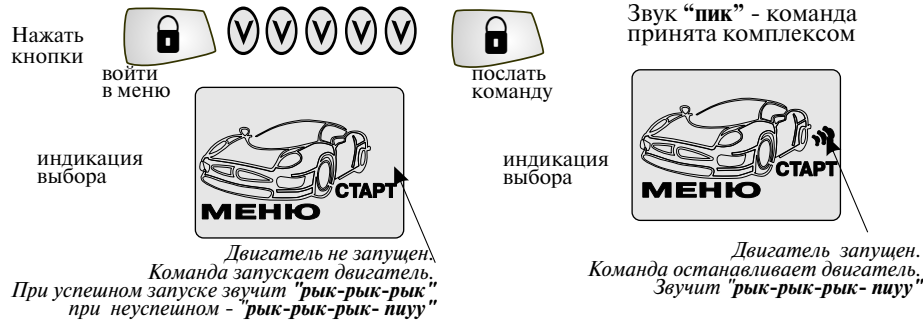 Нажать
кнопки
V V V V V
войти
в меню
послать
команду
Звук “пик” - команда
принята комплексом
индикация
выбора
СТАРТ
МЕНЮ
Двигатель не запущен.
Команда запускает двигатель.
При успешном запуске звучит "рык-рык-рык"
при неуспешном - "рык-рык-рык- пиуу"
индикация
выбора
СТАРТ
МЕНЮ
Двигатель запущен.
Команда останавливает двигатель.
Звучит "рык-рык-рык- пиуу"